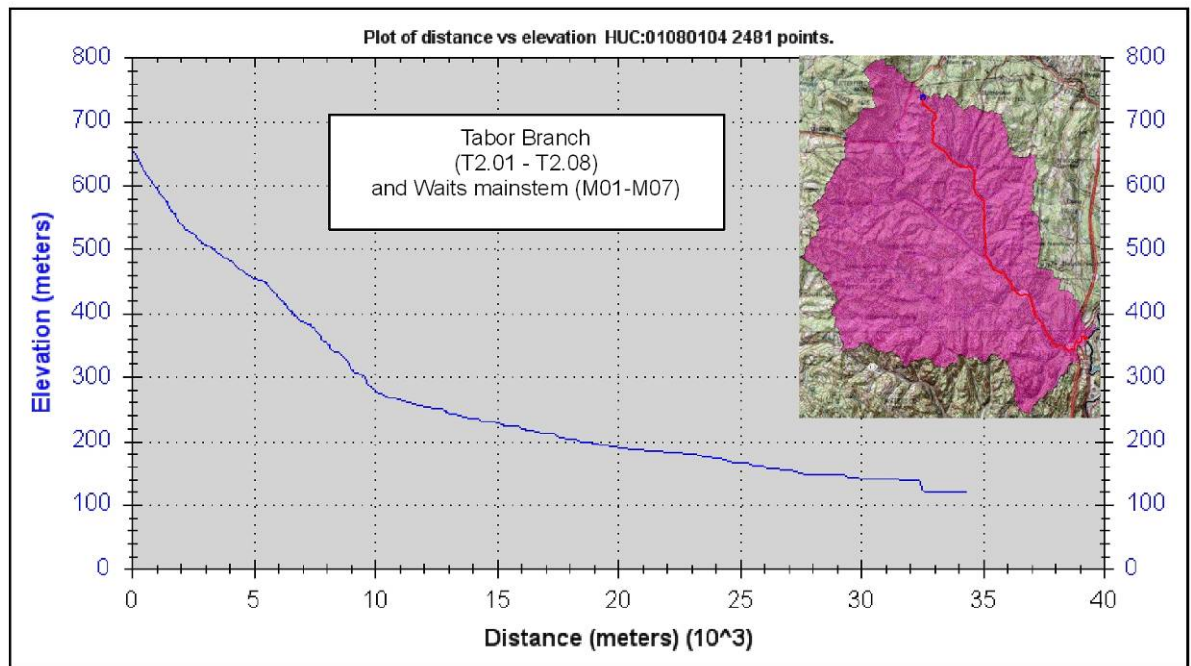 Plot of distance vs elevation HUC:01080104 2481 points.
800
700
600
500
400
300
200
100
0
Elevation (meters)
Tabor Branch
(T2.01 - T2.08)
and Waits mainstem (M01-M07)
800
700
600
500
400
300
200
100
0
0 5 10 15 20 25 30 35 40
Distance (meters) (10^3)